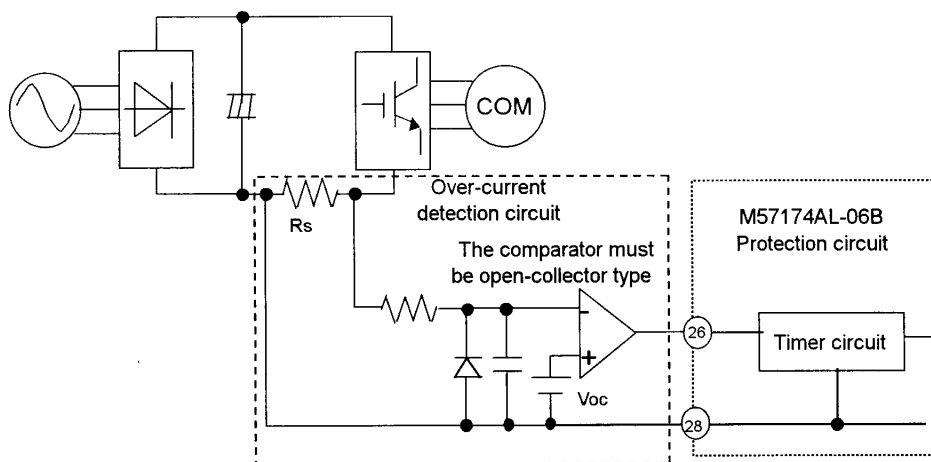 COM
Over-current
detection circuit
Rs
The comparator must
be open-collector type
-
+
Voc
M57174AL-06B
Protection circuit
26
Timer circuit
28